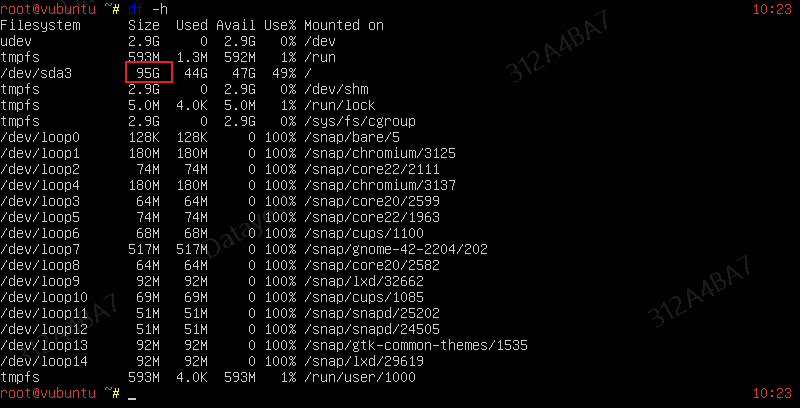 root@vubuntu ~# df -h 10:23
Filesystem Size Used Avail Use% Mounted on
udev 2.9G 0 2.9G 0% /dev
tmpfs 593M 1.3M 592M 1% /run
/dev/sda3 95G 44G 47G 49% /
tmpfs 2.9G 0 2.9G 0% /dev/shm
tmpfs 5.0M 4.0K 5.0M 1% /run/lock
tmpfs 2.9G 0 2.9G 0% /sys/fs/cgroup
/dev/loop0 128K 128K 0 100% /snap/bare/5
/dev/loop1 180M 180M 0 100% /snap/chromium/3125
/dev/loop2 74M 74M 0 100% /snap/core22/2111
/dev/loop4 180M 180M 0 100% /snap/chromium/3137
/dev/loop3 64M 64M 0 100% /snap/core20/2599
/dev/loop5 74M 74M 0 100% /snap/core22/1963
/dev/loop6 68M 68M 0 100% /snap/cups/1100
/dev/loop7 517M 517M 0 100% /snap/gnome-42-2204/202
/dev/loop8 64M 64M 0 100% /snap/core20/2582
/dev/loop9 92M 92M 0 100% /snap/lxd/32662
/dev/loop10 69M 69M 0 100% /snap/cups/1085
/dev/loop11 51M 51M 0 100% /snap/snapd/25202
/dev/loop12 51M 51M 0 100% /snap/snapd/24505
/dev/loop13 92M 92M 0 100% /snap/gtk-common-themes/1535
/dev/loop14 92M 92M 0 100% /snap/lxd/29619
tmpfs 593M 4.0K 593M 1% /run/user/1000
root@vubuntu ~# _ 10:23
312A4BA7
312A4BA7